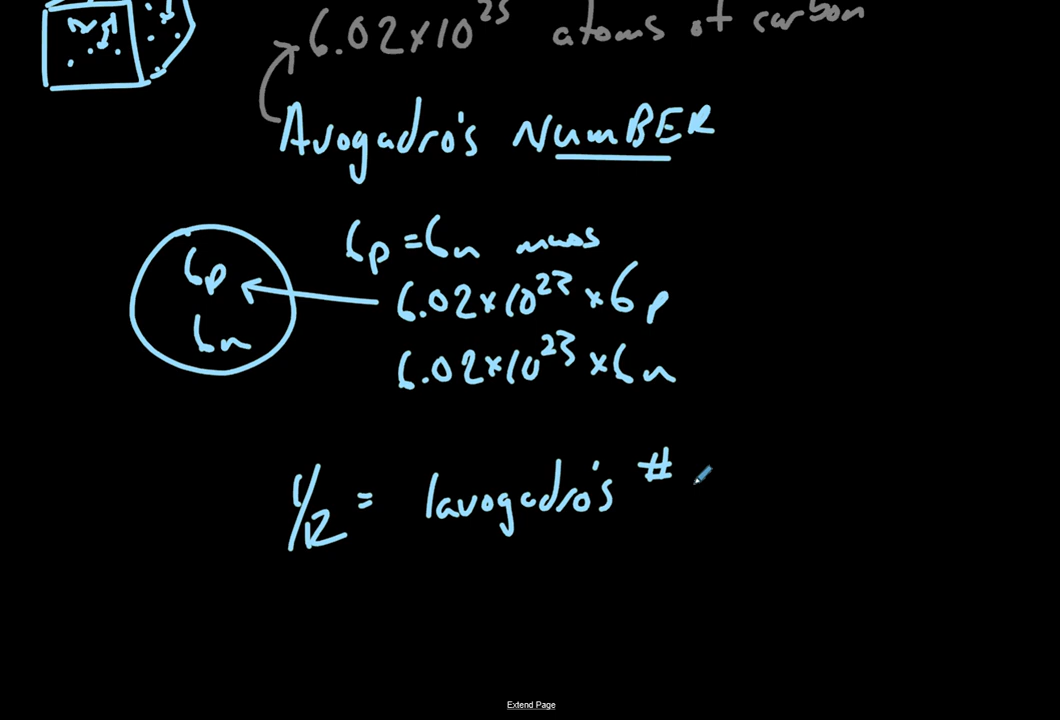 6.02×10²³ atoms of carbon
Avogadro's NumBER
6p = 6n mass
6p
6.02×10²³ × 6p
6n
6.02×10²³ × 6n
1/12 = 1avogadro's #
Extend Page